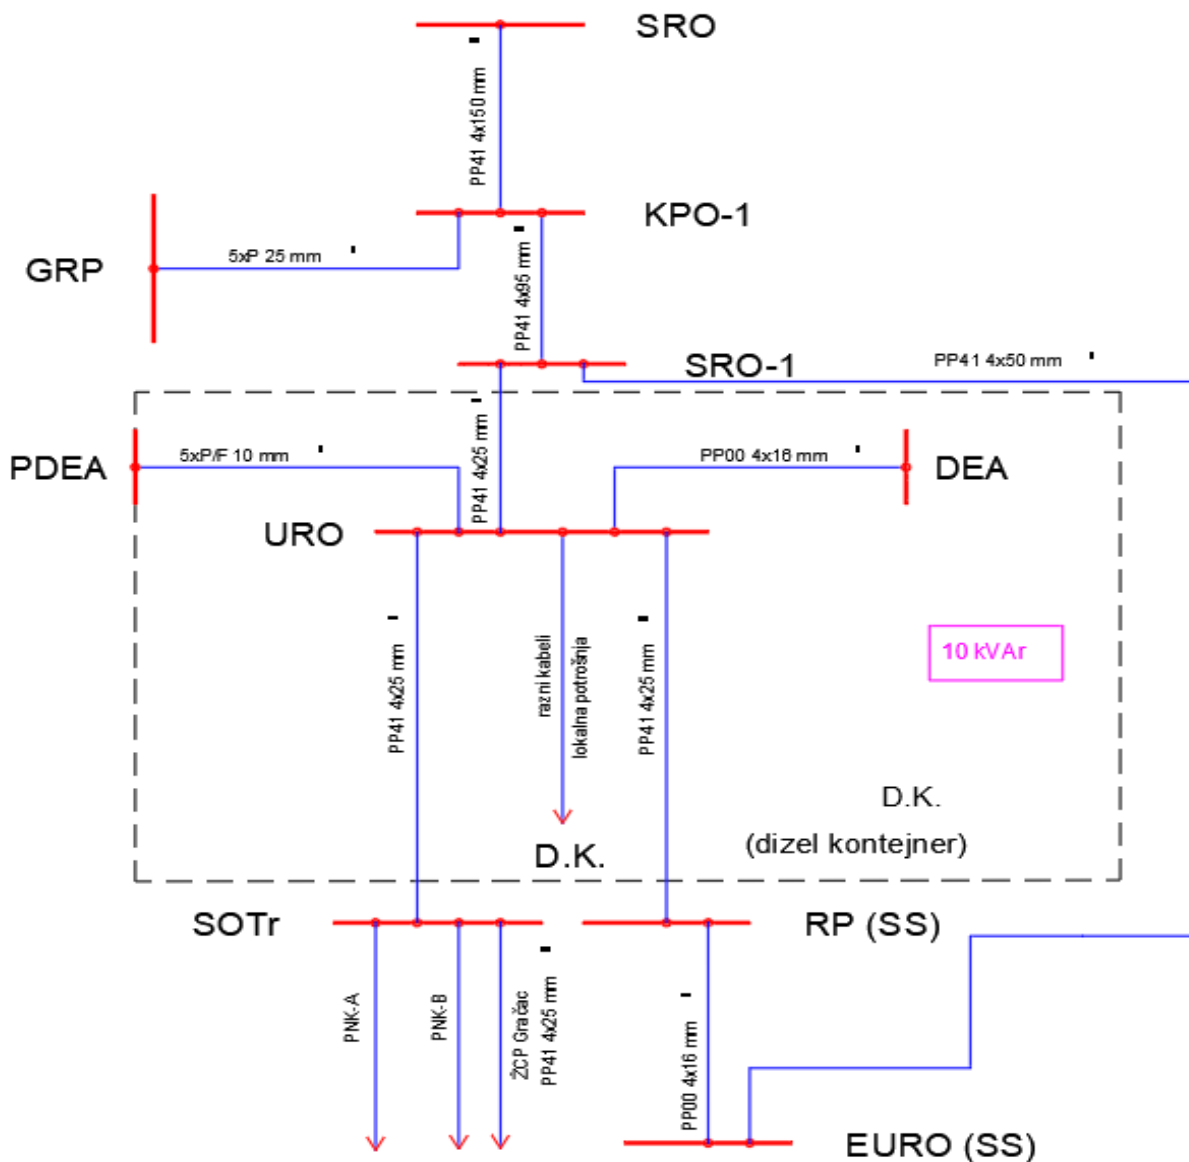 SRO
PP41 4x150 mm
KPO-1
5xP 25 mm
GRP
PP41 4x95 mm
SRO-1
PP41 4x50 mm
PDEA
5xP/F 10 mm
PP41 4x25 mm
PP00 4x16 mm
DEA
URO
PP41 4x25 mm
razni kabeli
lokalna potrošnja
PP41 4x25 mm
10 kVAr
D.K.
(dizel kontejner)
D.K.
SOTr
RP (SS)
PNK-A
PNK-B
ŽCP Gračac
PP41 4x25 mm
PP00 4x16 mm
EURO (SS)